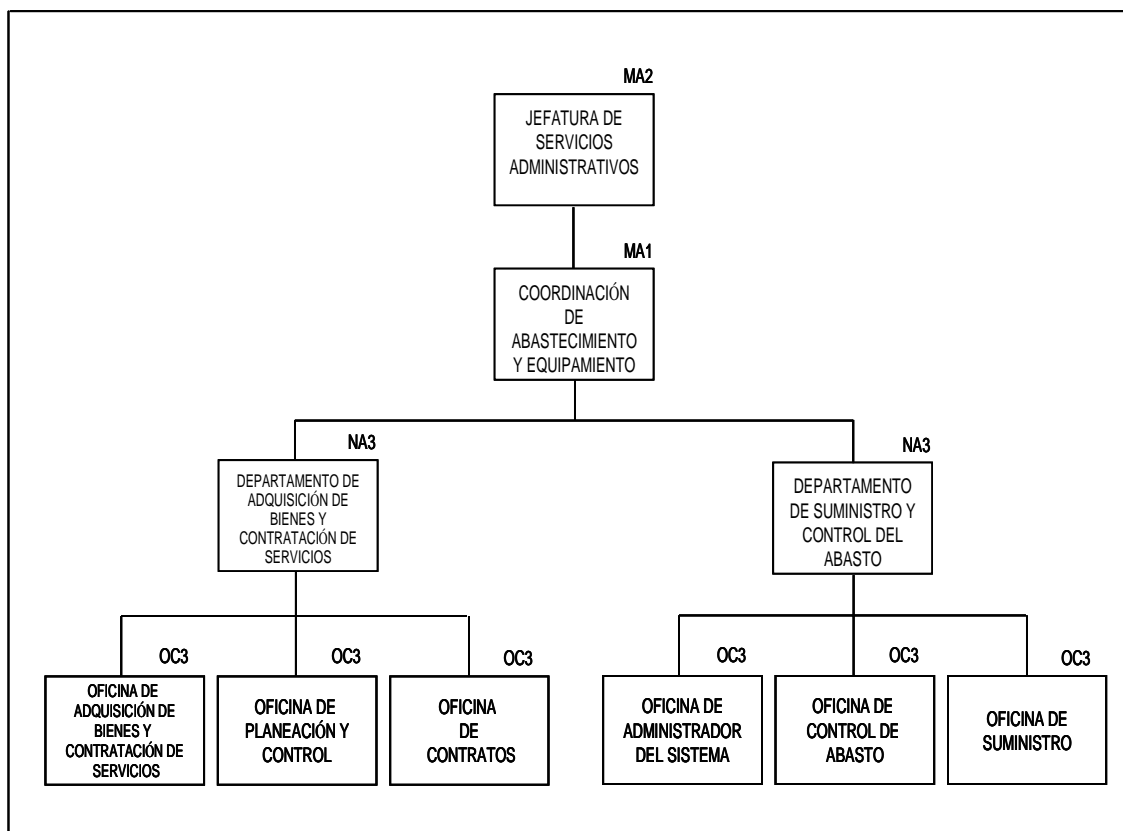 MA2
JEFATURA DE
SERVICIOS
ADMINISTRATIVOS
MA1
COORDINACIÓN
DE
ABASTECIMIENTO
Y EQUIPAMIENTO
NA3
DEPARTAMENTO DE
ADQUISICIÓN DE
BIENES Y
CONTRATACIÓN DE
SERVICIOS
NA3
DEPARTAMENTO
DE SUMINISTRO Y
CONTROL DEL
ABASTO
OC3
OFICINA DE
ADQUISICIÓN DE
BIENES Y
CONTRATACIÓN DE
SERVICIOS
OC3
OFICINA DE
PLANEACIÓN Y
CONTROL
OC3
OFICINA
DE
CONTRATOS
OC3
OFICINA DE
ADMINISTRADOR
DEL SISTEMA
OC3
OFICINA DE
CONTROL DE
ABASTO
OC3
OFICINA DE
SUMINISTRO